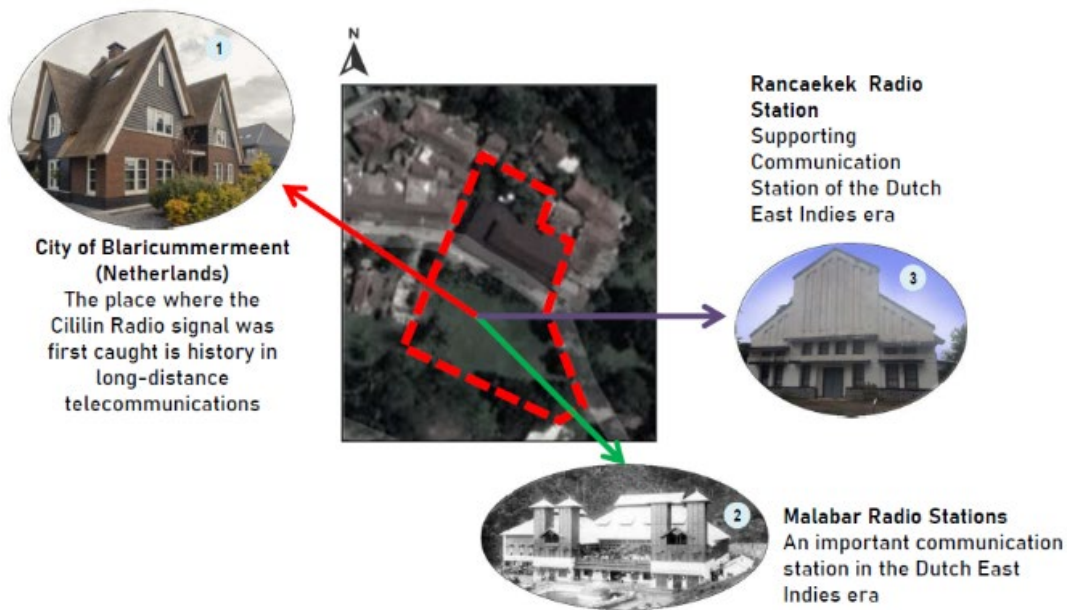 1
City of Blaricummermeent
(Netherlands)
The place where the
Cililin Radio signal was
first caught is history in
long-distance
telecommunications
N
Rancaekek Radio
Station
Supporting
Communication
Station of the Dutch
East Indies era
3
2
Malabar Radio Stations
An important communication
station in the Dutch East
Indies era